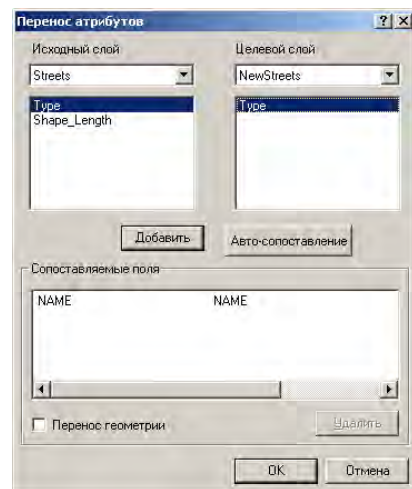 Перенос атрибутов
Исходный слой Целевой слой
Streets NewStreets
Type Type
Shape_Length
Добавить Авто-сопоставление
Сопоставляемые поля
NAME NAME
Перенос геометрии Удалить
OK Отмена